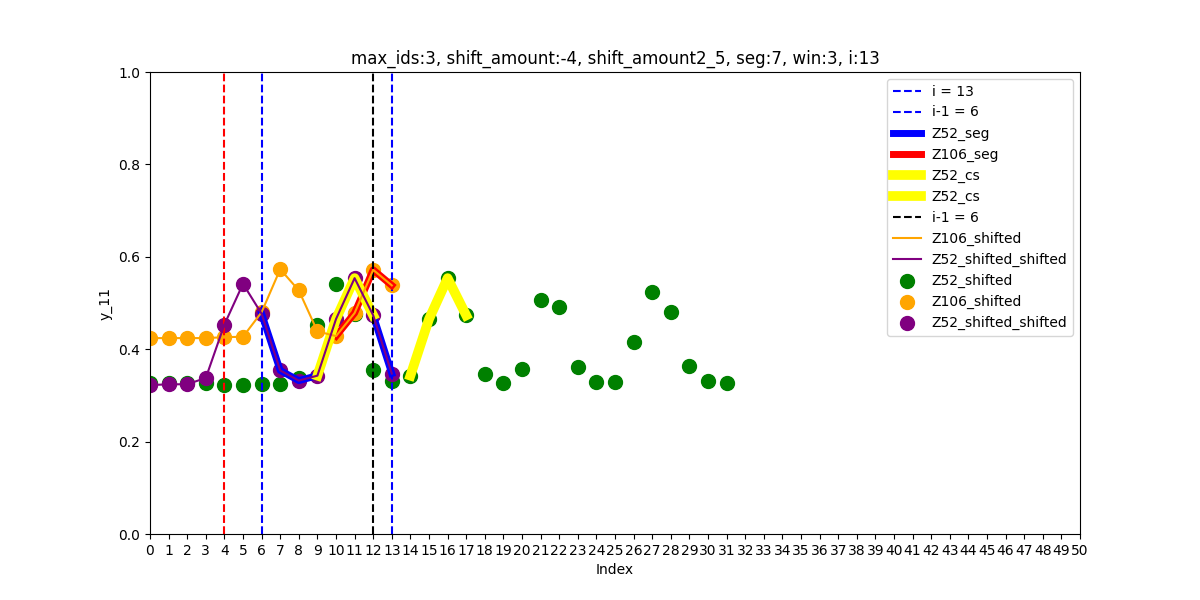 max_ids:3, shift_amount:-4, shift_amount2_5, seg:7, win:3, i:13
y_11
1.0
0.8
0.6
0.4
0.2
0.0
i = 13
i-1 = 6
Z52_seg
Z106_seg
Z52_cs
Z52_cs
i-1 = 6
Z106_shifted
Z52_shifted_shifted
Z52_shifted
Z106_shifted
Z52_shifted_shifted
0 1 2 3 4 5 6 7 8 9 10 11 12 13 14 15 16 17 18 19 20 21 22 23 24 25 26 27 28 29 30 31 32 33 34 35 36 37 38 39 40 41 42 43 44 45 46 47 48 49 50
Index